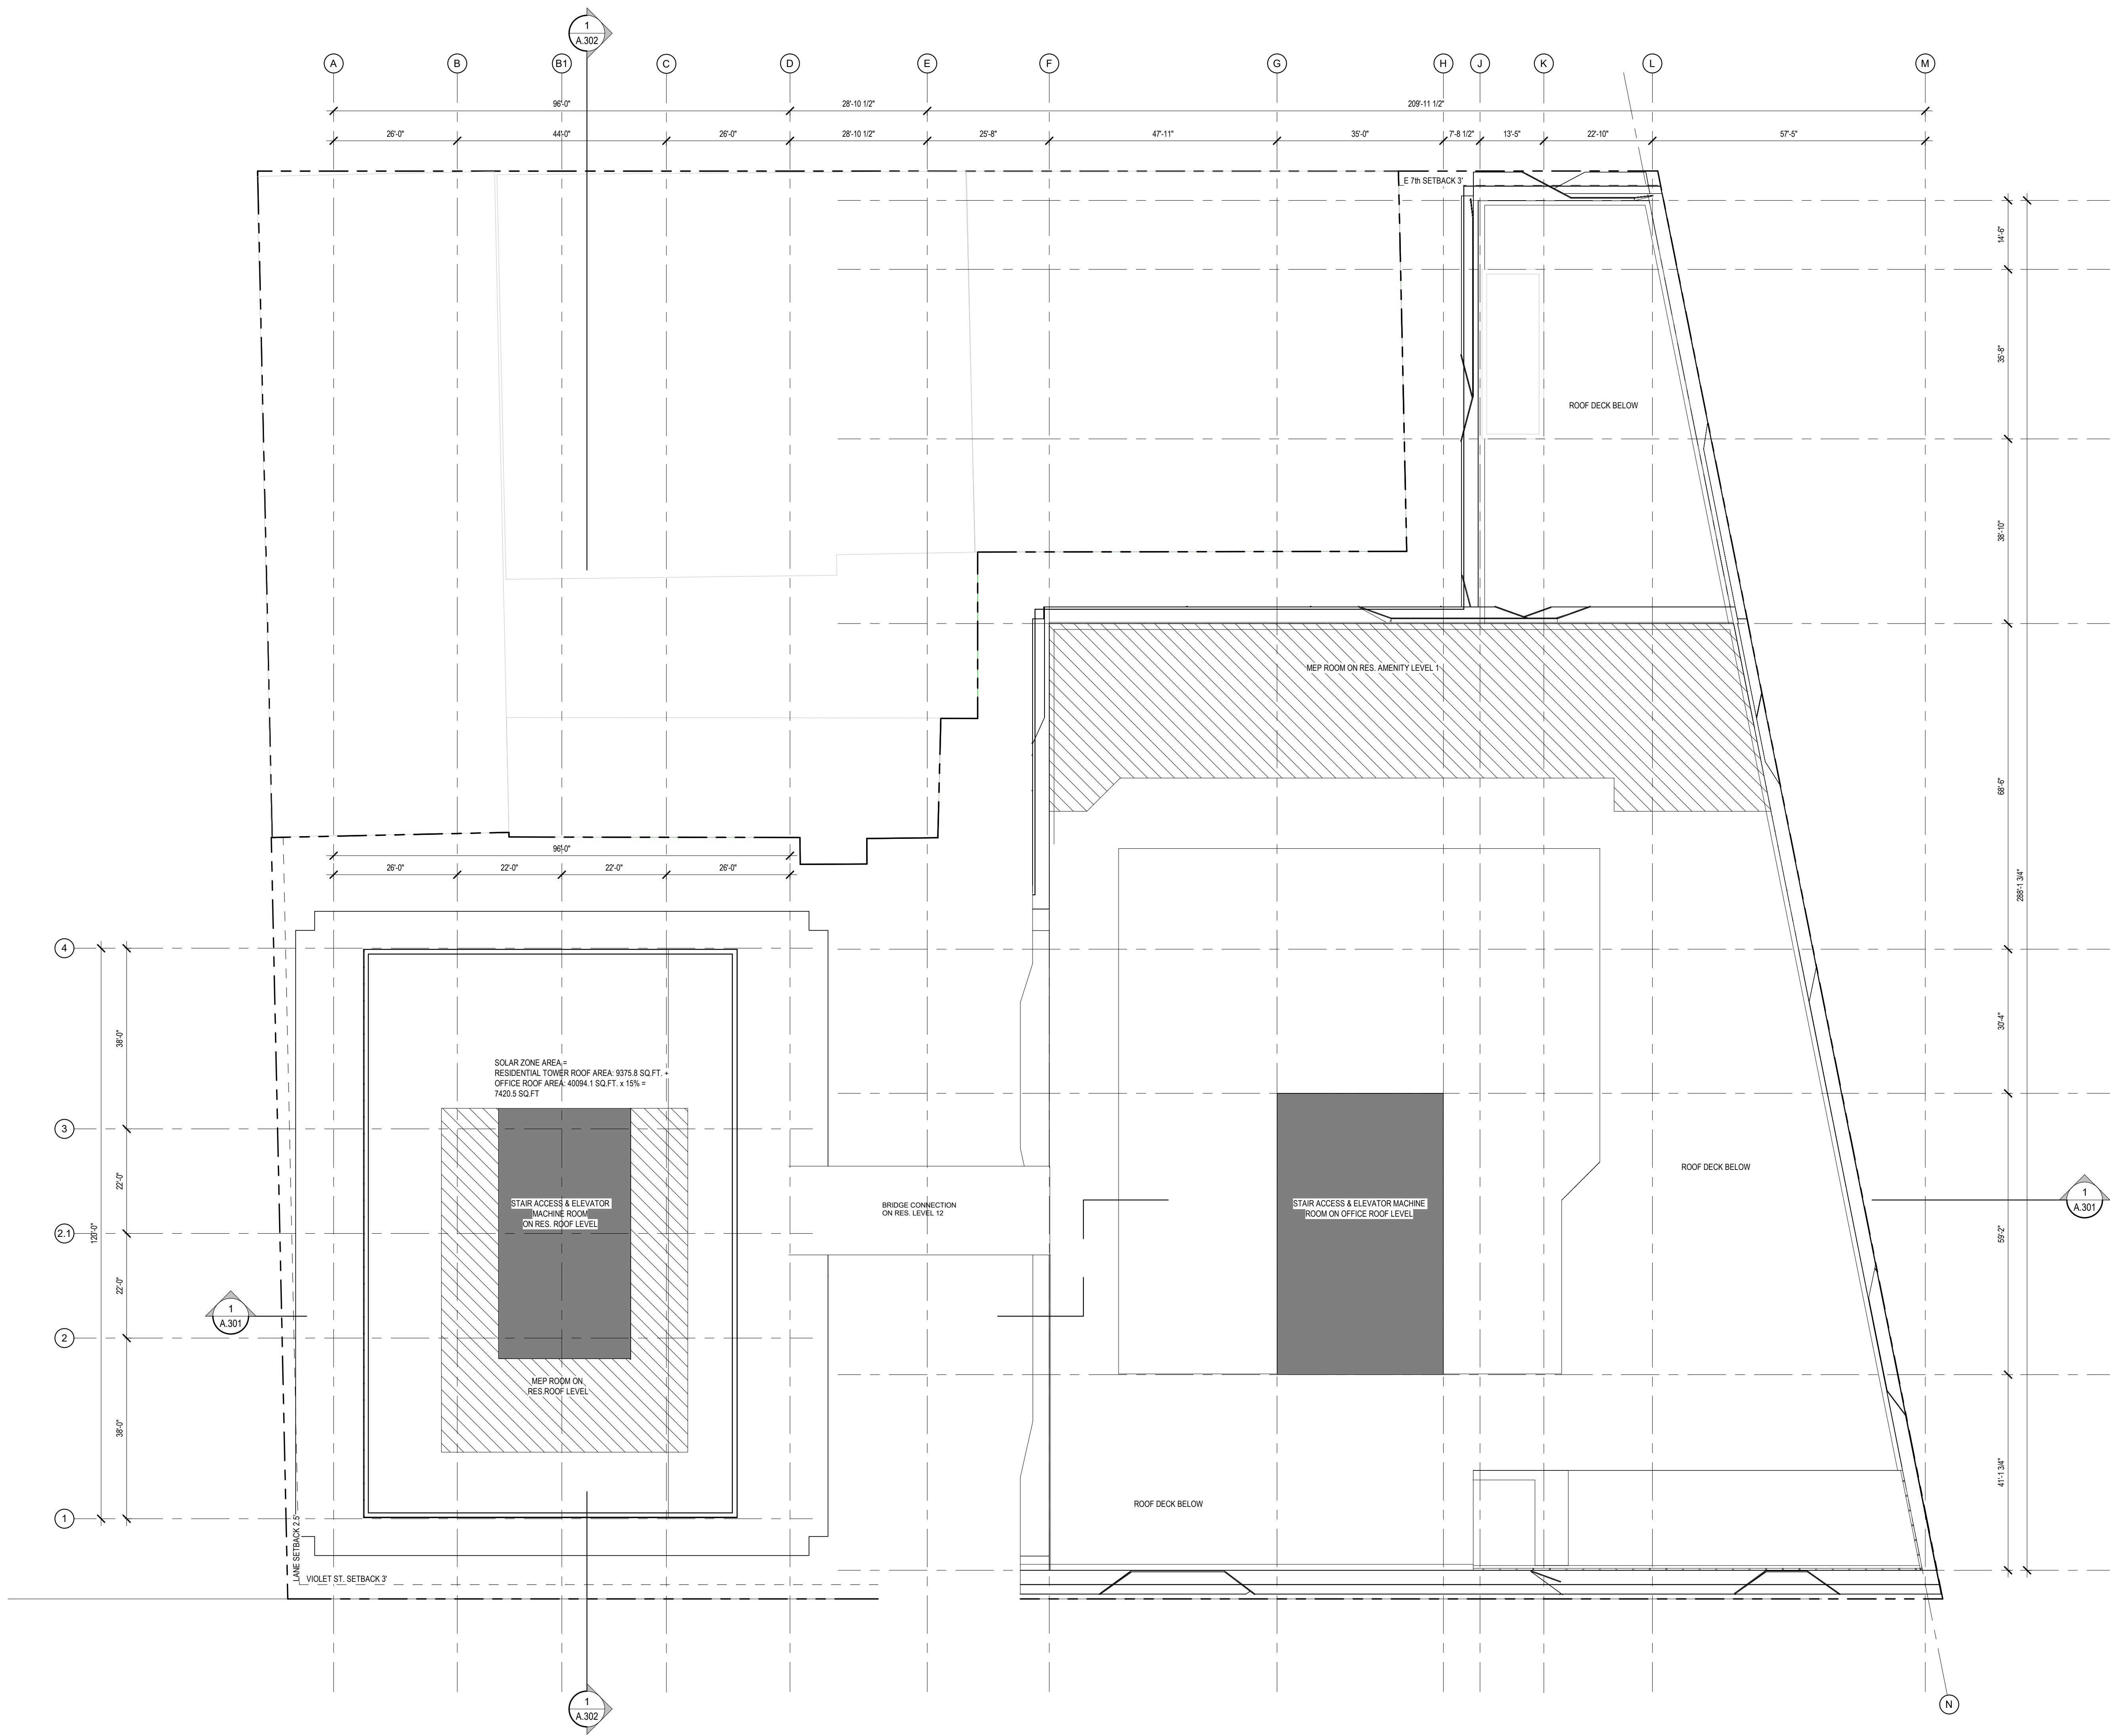 1
A.302
A
B
B1
C
D
E
F
G
H
J
K
L
M
96'-0"
28'-10 1/2"
209'-11 1/2"
26'-0"
44'-0"
26'-0"
28'-10 1/2"
25'-8"
47'-11"
35'-0"
7'-8 1/2"
13'-5"
22'-10"
57'-5"
E 7th SETBACK 3'
14'-6"
35'-8"
ROOF DECK BELOW
38'-10"
MEP ROOM ON RES. AMENITY LEVEL 1
68'-6"
96'-0"
26'-0"
22'-0"
22'-0"
26'-0"
288'-1 3/4"
4
3
2.1
2
1
38'-0"
22'-0"
120'-0"
22'-0"
38'-0"
SOLAR ZONE AREA =
RESIDENTIAL TOWER ROOF AREA: 9375.8 SQ.FT. +
OFFICE ROOF AREA: 40094.1 SQ.FT. x 15% =
7420.5 SQ.FT
30'-4"
STAIR ACCESS & ELEVATOR
MACHINE ROOM
ON RES. ROOF LEVEL
BRIDGE CONNECTION
ON RES. LEVEL 12
STAIR ACCESS & ELEVATOR MACHINE
ROOM ON OFFICE ROOF LEVEL
ROOF DECK BELOW
1
A.301
59'-2"
1
A.301
MEP ROOM ON
RES.ROOF LEVEL
41'-1 3/4"
ROOF DECK BELOW
LANE SETBACK 2.5'
VIOLET ST. SETBACK 3'
1
A.302
N